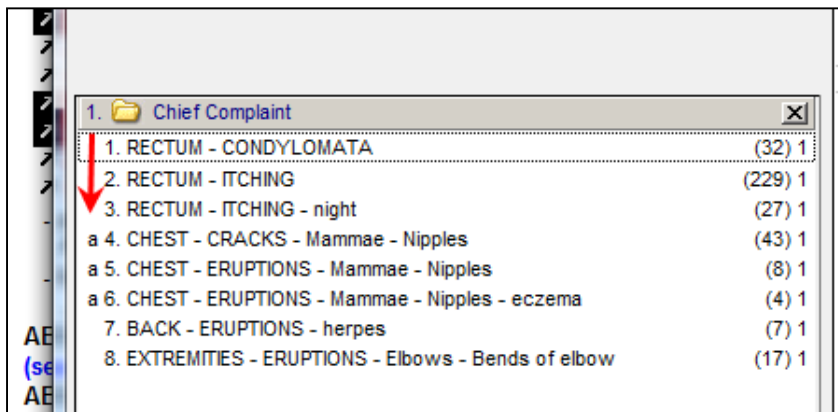 1. Chief Complaint
1. RECTUM - CONDYLOMATA (32) 1
2. RECTUM - ITCHING (229) 1
3. RECTUM - ITCHING - night (27) 1
a 4. CHEST - CRACKS - Mammae - Nipples (43) 1
a 5. CHEST - ERUPTIONS - Mammae - Nipples (8) 1
a 6. CHEST - ERUPTIONS - Mammae - Nipples - eczema (4) 1
7. BACK - ERUPTIONS - herpes (7) 1
8. EXTREMITIES - ERUPTIONS - Elbows - Bends of elbow (17) 1